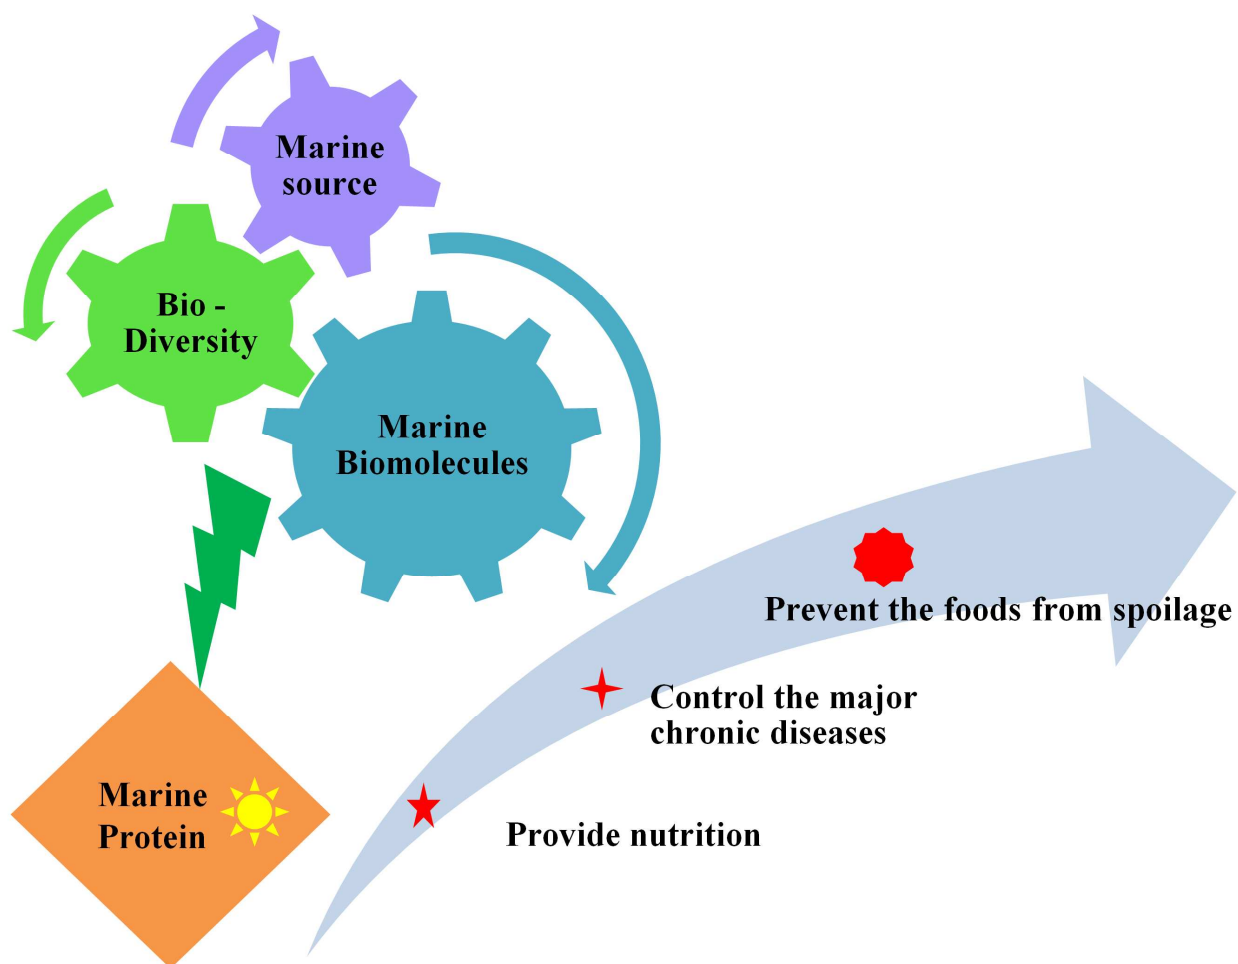 Marine
source
Bio -
Diversity
Marine
Biomolecules
Prevent the foods from spoilage
Control the major
chronic diseases
Marine
Protein
Provide nutrition